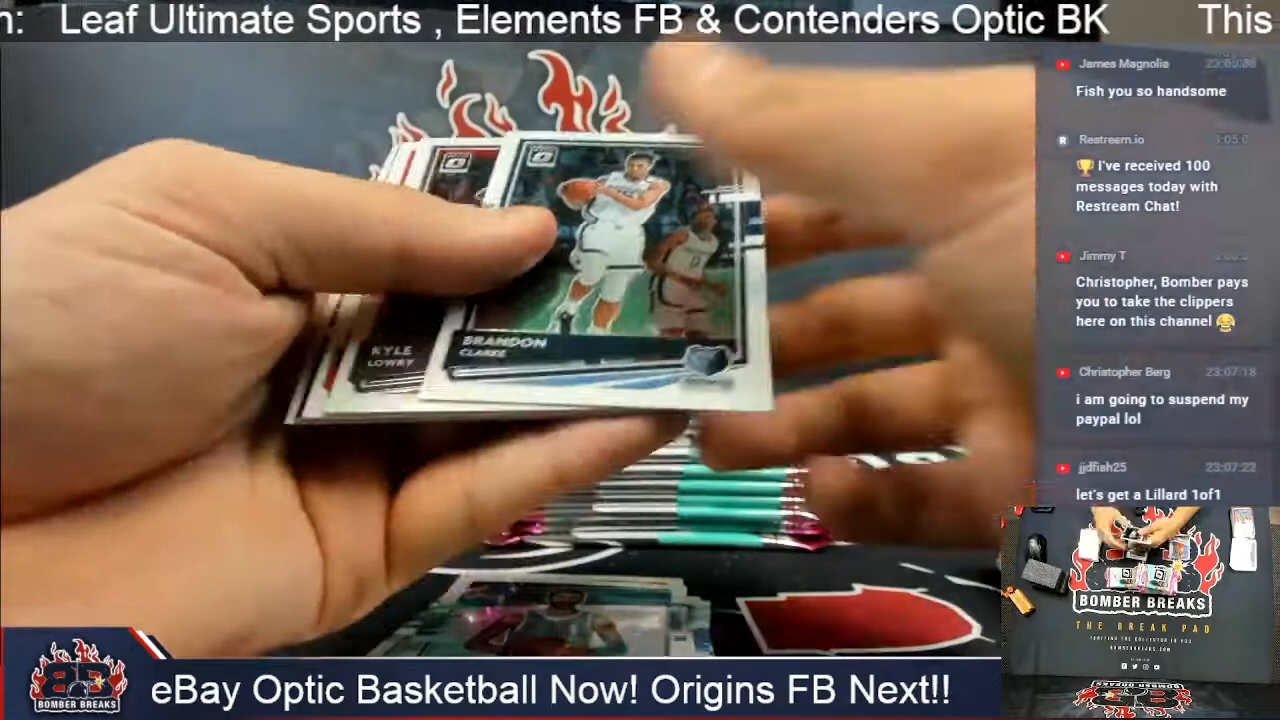 n: Leaf Ultimate Sports , Elements FB & Contenders Optic BK This
James Magnolia
Fish you so handsome
Restream.io
🏆 I've received 100
messages today with
Restream Chat!
Jimmy T
Christopher, Bomber pays
you to take the clippers
here on this channel 😂
Christopher Berg 23:07:18
i am going to suspend my
paypal lol
jjdfish25 23:07:22
let's get a Lillard 1of1
BRANDON
CLARKE
KYLE
LOWRY
BOMBER BREAKS
THE BREAK PAD
BOMBER BREAKS
BOMBER BREAKS
eBay Optic Basketball Now! Origins FB Next!!